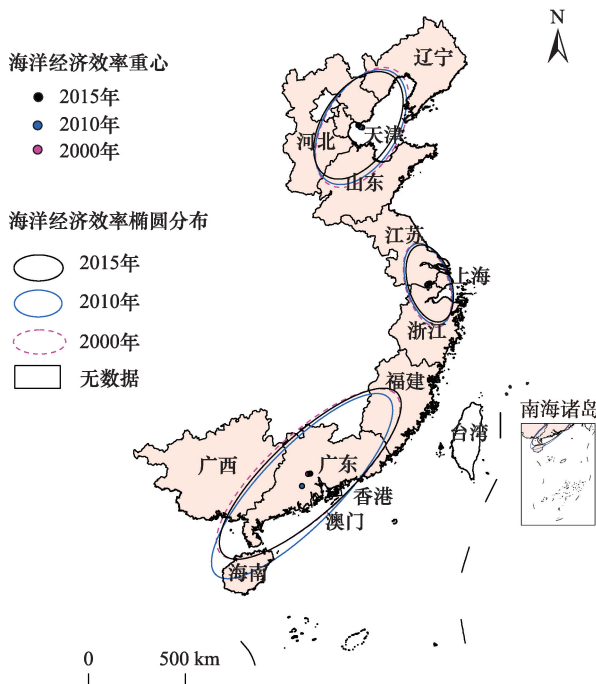 N
海洋经济效率重心
2015年
2010年
2000年
海洋经济效率椭圆分布
2015年
2010年
2000年
无数据
辽宁
天津
河北
山东
江苏
上海
浙江
福建
台湾
南海诸岛
广西
广东
香港
澳门
海南
0 500 km